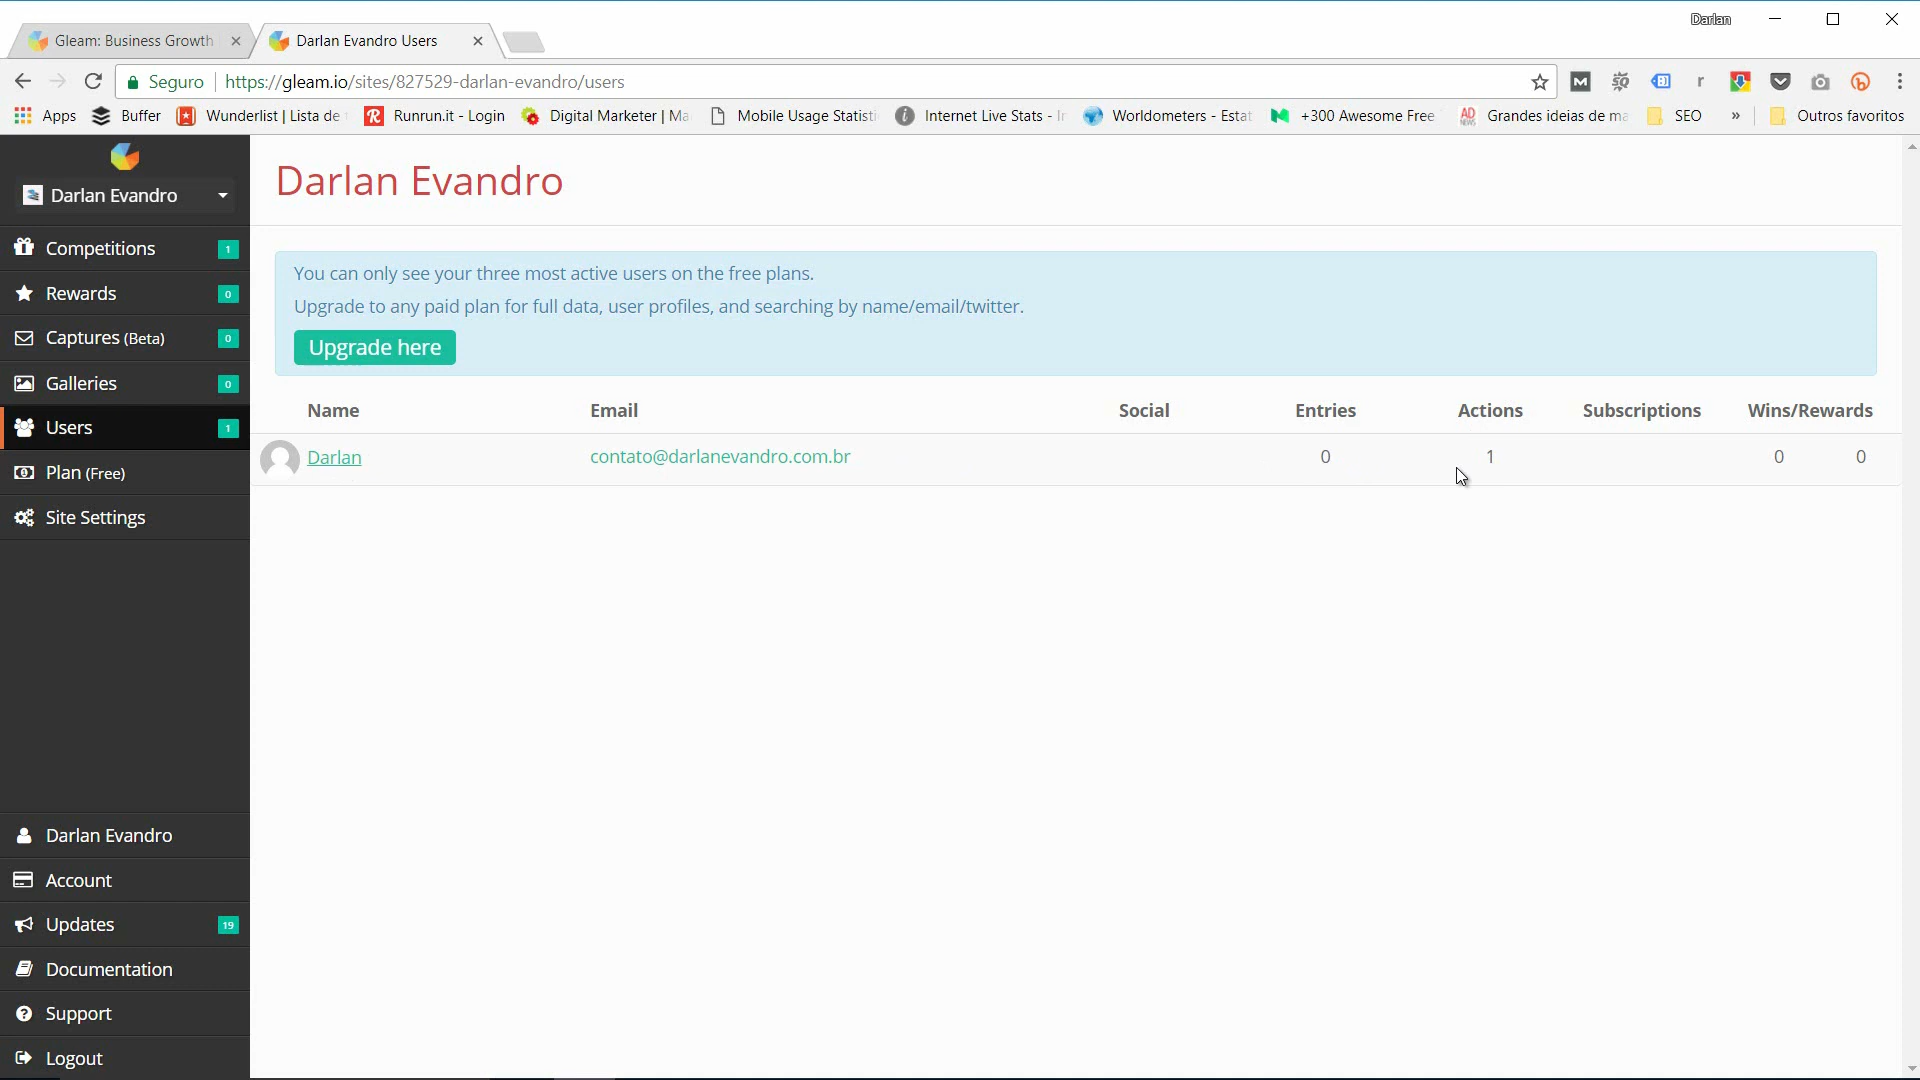 Darlan
Gleam: Business Growth
Darlan Evandro Users
Seguro
https://gleam.io/sites/827529-darlan-evandro/users
Apps
Buffer
Wunderlist | Lista de
Runrun.it - Login
Digital Marketer | Ma
Mobile Usage Statisti
Internet Live Stats - I
Worldometers - Estat
+300 Awesome Free
Grandes ideias de ma
SEO
»
Outros favoritos
Darlan Evandro
Competitions 1
Rewards 0
Captures (Beta) 0
Galleries 0
Users 1
Plan (Free)
Site Settings
Darlan Evandro
Account
Updates 19
Documentation
Support
Logout
Darlan Evandro
You can only see your three most active users on the free plans.
Upgrade to any paid plan for full data, user profiles, and searching by name/email/twitter.
Upgrade here
Name Email Social Entries Actions Subscriptions Wins/Rewards
Darlan contato@darlanevandro.com.br 0 1 0 0